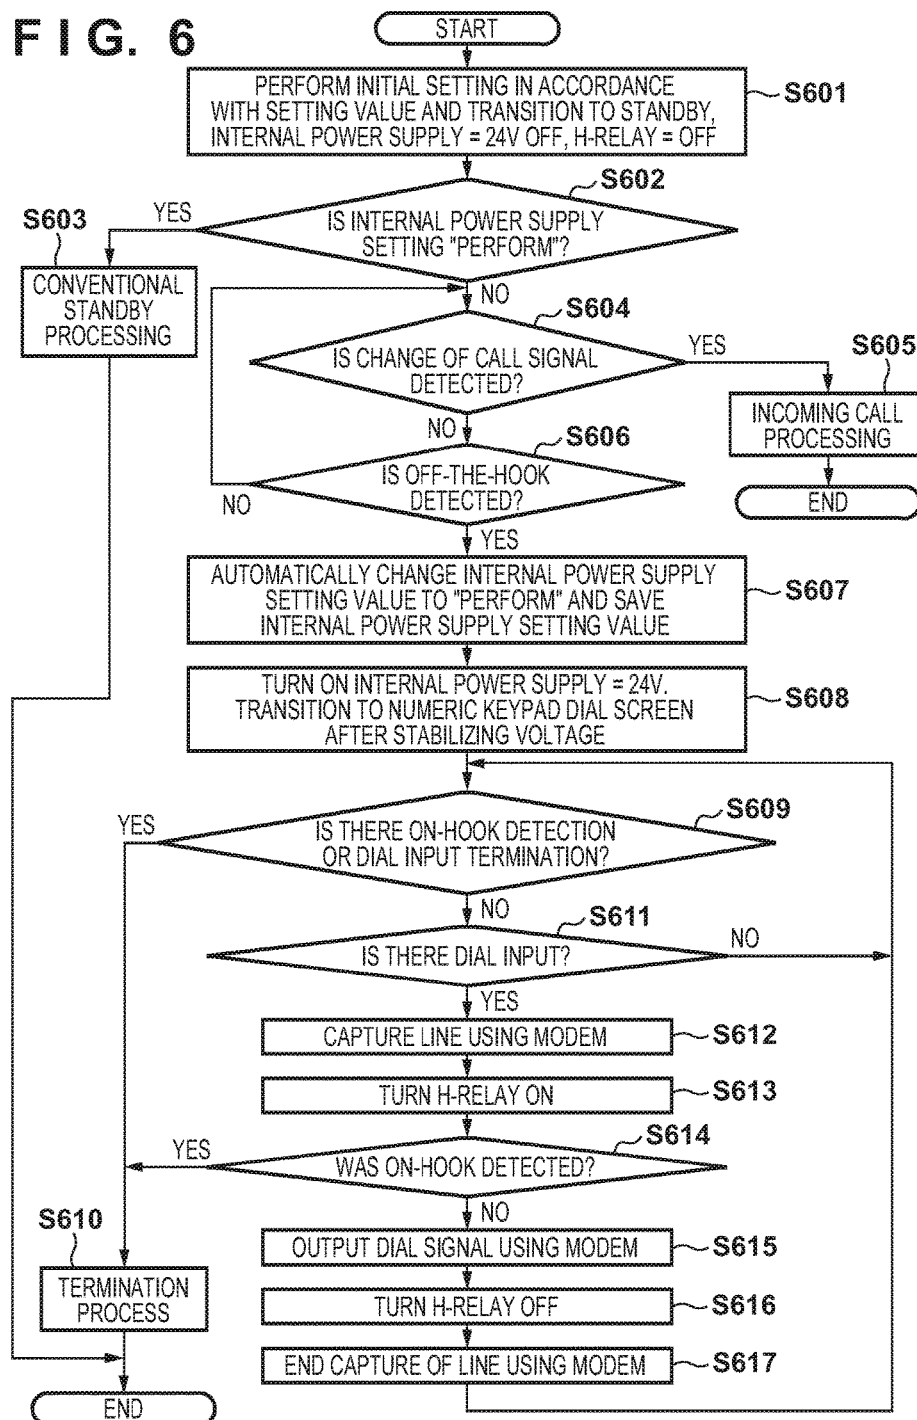 FIG. 6
START
PERFORM INITIAL SETTING IN ACCORDANCE
WITH SETTING VALUE AND TRANSITION TO STANDBY,
INTERNAL POWER SUPPLY = 24V OFF, H-RELAY = OFF
S601
S602
IS INTERNAL POWER SUPPLY
SETTING "PERFORM"?
YES
S603
CONVENTIONAL
STANDBY
PROCESSING
NO
S604
IS CHANGE OF CALL SIGNAL
DETECTED?
YES
S605
INCOMING CALL
PROCESSING
END
NO
S606
IS OFF-THE-HOOK
DETECTED?
NO
YES
AUTOMATICALLY CHANGE INTERNAL POWER SUPPLY
SETTING VALUE TO "PERFORM" AND SAVE
INTERNAL POWER SUPPLY SETTING VALUE
S607
TURN ON INTERNAL POWER SUPPLY = 24V.
TRANSITION TO NUMERIC KEYPAD DIAL SCREEN
AFTER STABILIZING VOLTAGE
S608
S609
YES
IS THERE ON-HOOK DETECTION
OR DIAL INPUT TERMINATION?
NO
S611
IS THERE DIAL INPUT?
NO
YES
CAPTURE LINE USING MODEM
S612
TURN H-RELAY ON
S613
S614
YES
WAS ON-HOOK DETECTED?
NO
S610
TERMINATION
PROCESS
OUTPUT DIAL SIGNAL USING MODEM
S615
TURN H-RELAY OFF
S616
END CAPTURE OF LINE USING MODEM
S617
END